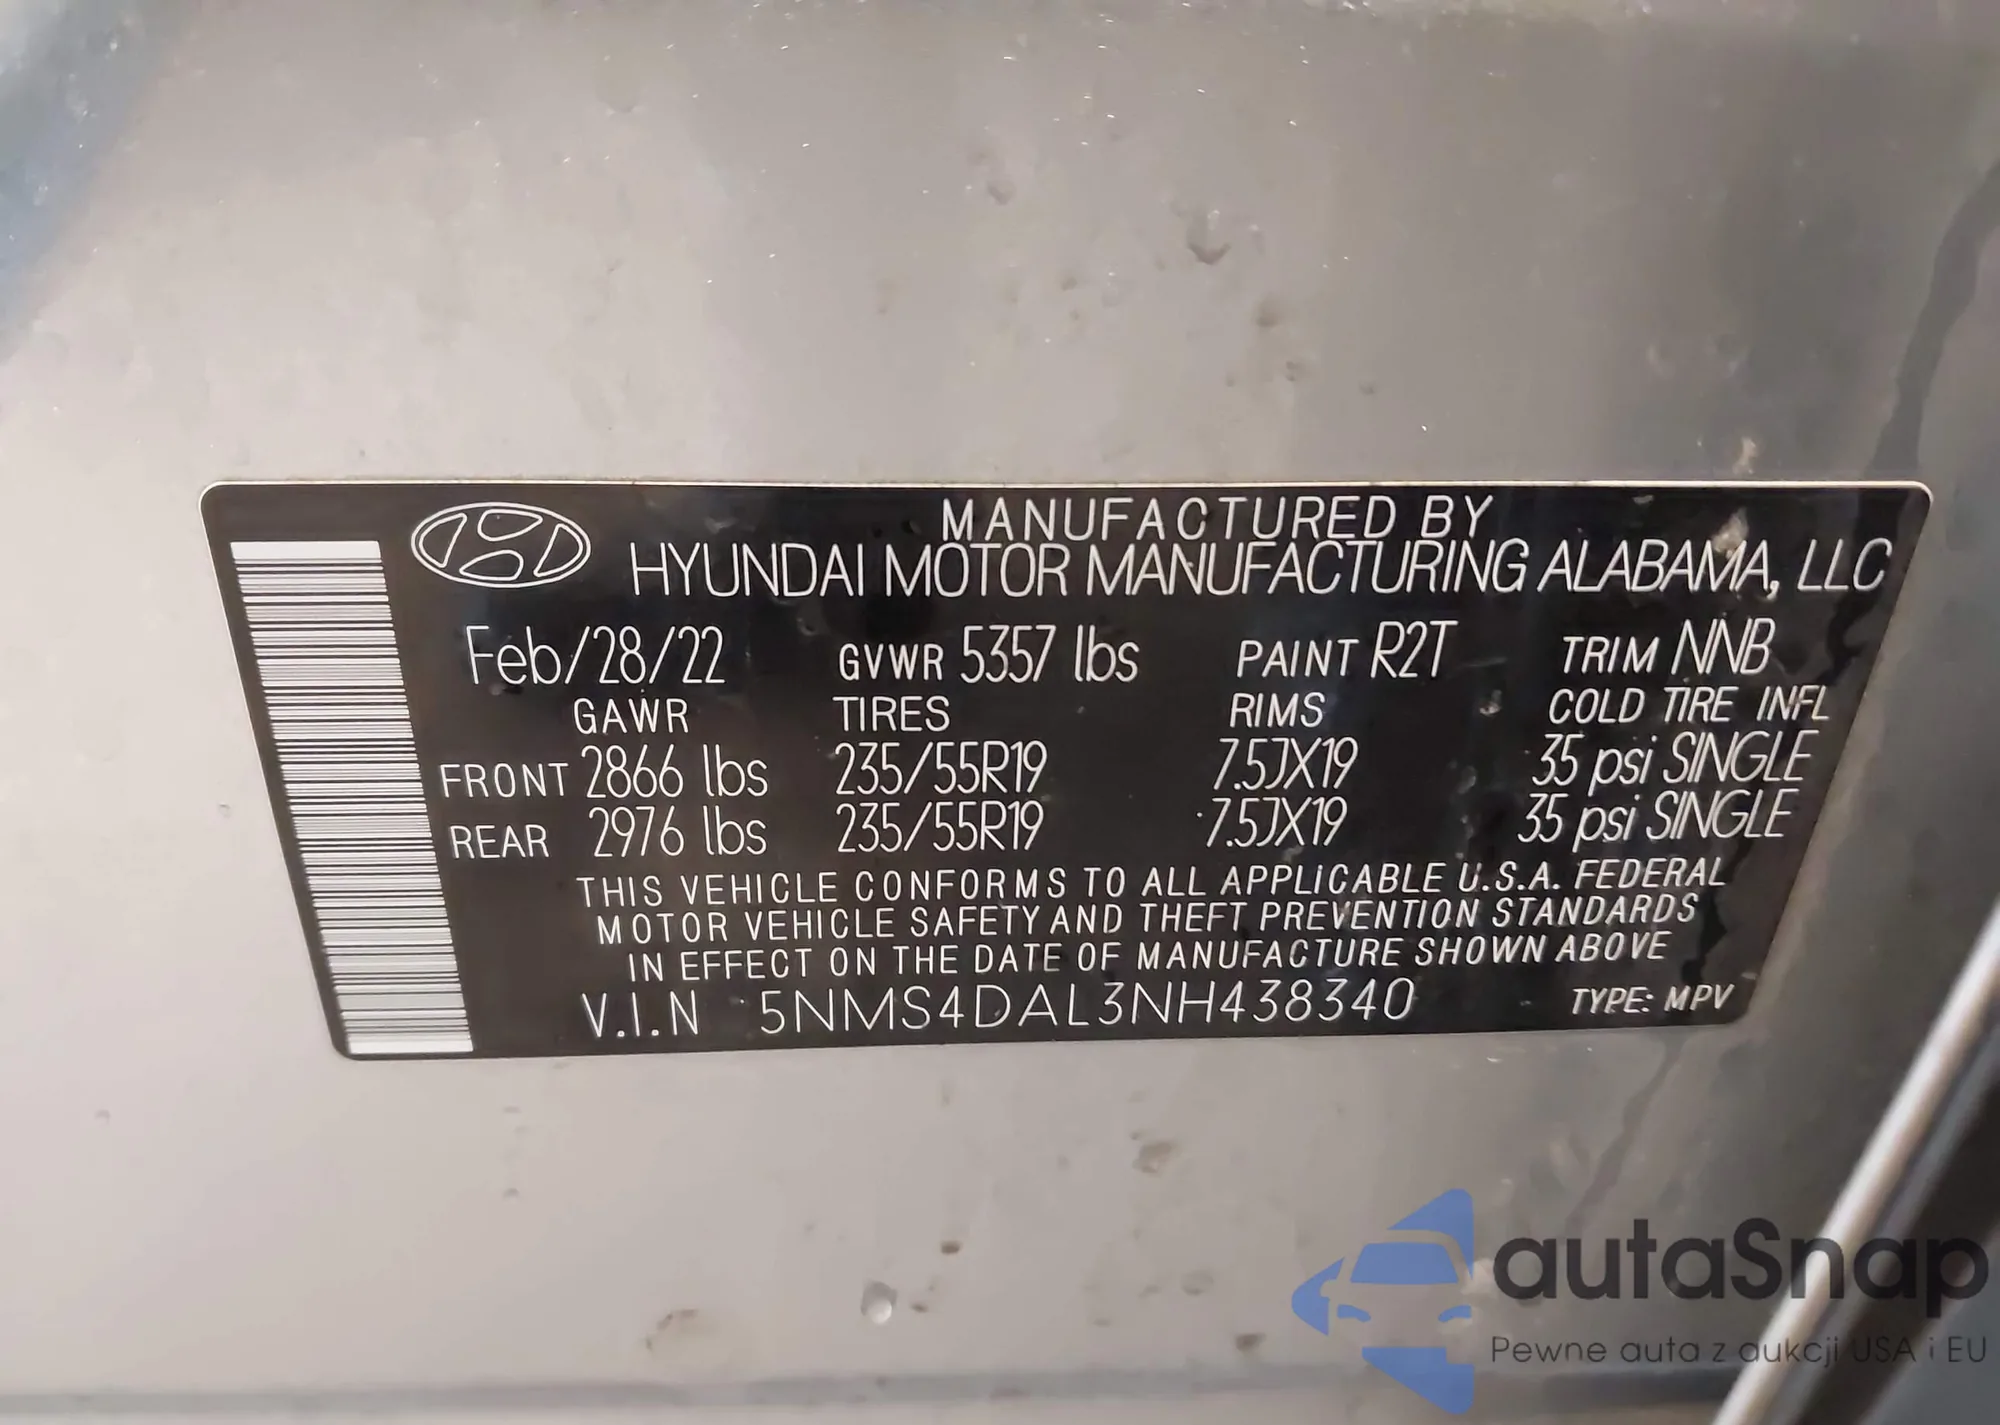 MANUFACTURED BY
HYUNDAI MOTOR MANUFACTURING ALABAMA, LLC
Feb/28/22 GVWR 5357 lbs PAINT R2T TRIM NNB
GAWR TIRES RIMS COLD TIRE INFL
FRONT 2866 lbs 235/55R19 7.5JX19 35 psi SINGLE
REAR 2976 lbs 235/55R19 7.5JX19 35 psi SINGLE
THIS VEHICLE CONFORMS TO ALL APPLICABLE U.S.A. FEDERAL
MOTOR VEHICLE SAFETY AND THEFT PREVENTION STANDARDS
IN EFFECT ON THE DATE OF MANUFACTURE SHOWN ABOVE
V.I.N 5NMS4DAL3NH438340 TYPE: MPV
autaSnap
Pewne auta z aukcji USA i EU